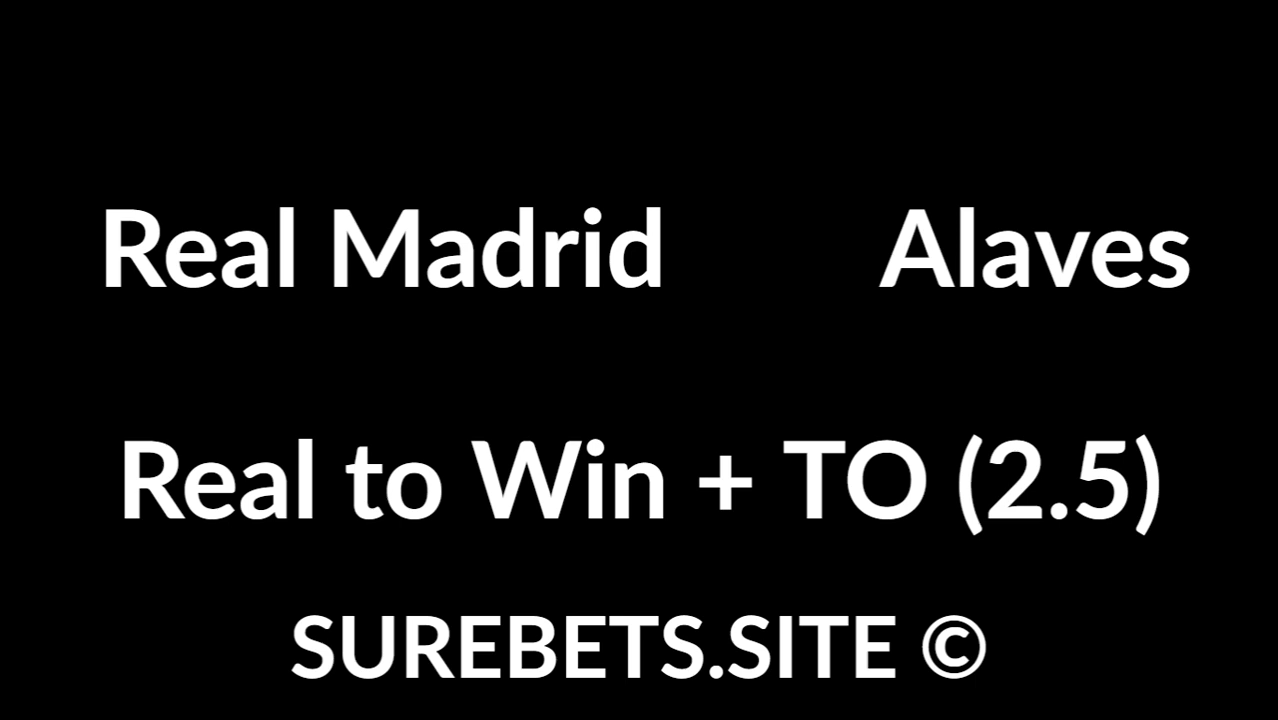 Real Madrid Alaves
Real to Win + TO (2.5)
SUREBETS.SITE ©